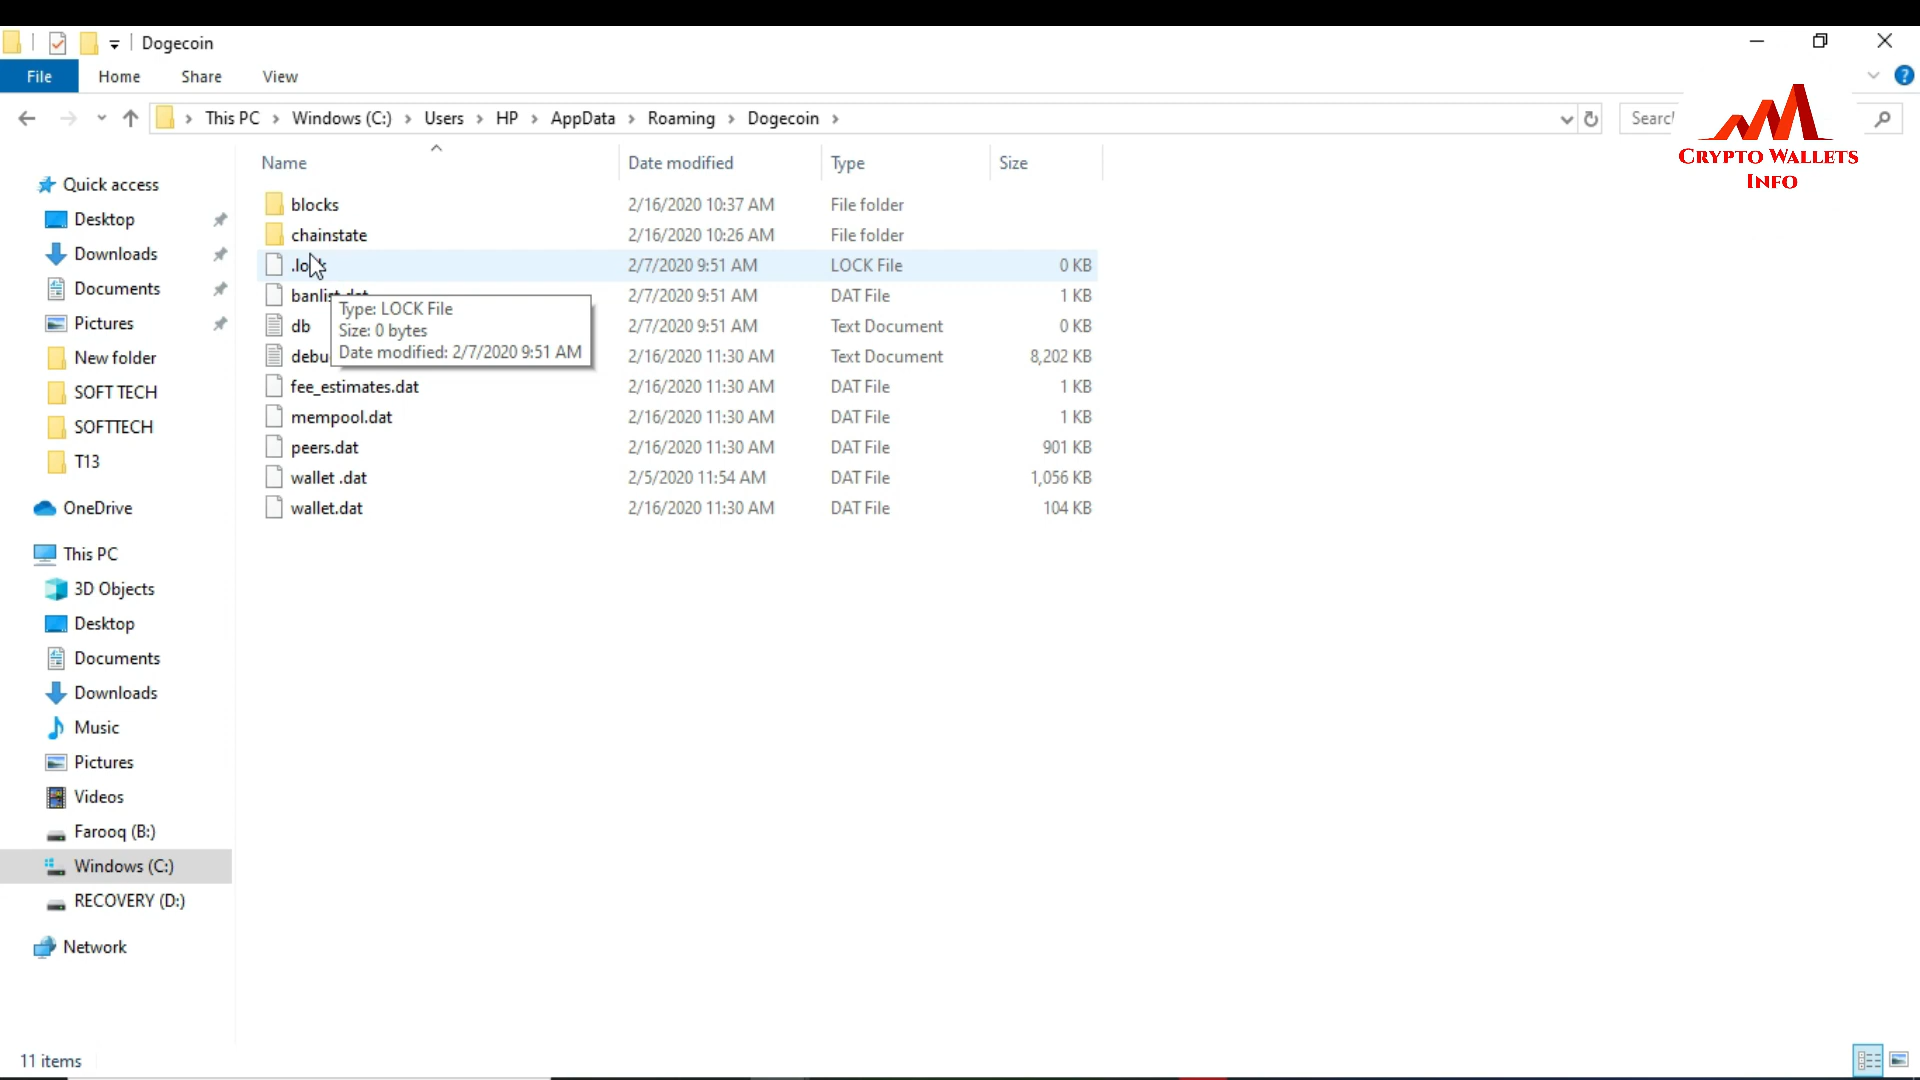 Dogecoin
File Home Share View
This PC Windows (C:) Users HP AppData Roaming Dogecoin
CRYPTO WALLETS
INFO
Name Date modified Type Size
Quick access
Desktop
Downloads
Documents
Pictures
New folder
SOFT TECH
SOFTTECH
T13
OneDrive
This PC
3D Objects
Desktop
Documents
Downloads
Music
Pictures
Videos
Farooq (B:)
Windows (C:)
RECOVERY (D:)
Network
blocks 2/16/2020 10:37 AM File folder
chainstate 2/16/2020 10:26 AM File folder
2/7/2020 9:51 AM LOCK File 0 KB
2/7/2020 9:51 AM DAT File 1 KB
db 2/7/2020 9:51 AM Text Document 0 KB
2/16/2020 11:30 AM Text Document 8,202 KB
fee_estimates.dat 2/16/2020 11:30 AM DAT File 1 KB
mempool.dat 2/16/2020 11:30 AM DAT File 1 KB
peers.dat 2/16/2020 11:30 AM DAT File 901 KB
wallet .dat 2/5/2020 11:54 AM DAT File 1,056 KB
wallet.dat 2/16/2020 11:30 AM DAT File 104 KB
Type: LOCK File
Size: 0 bytes
Date modified: 2/7/2020 9:51 AM
11 items